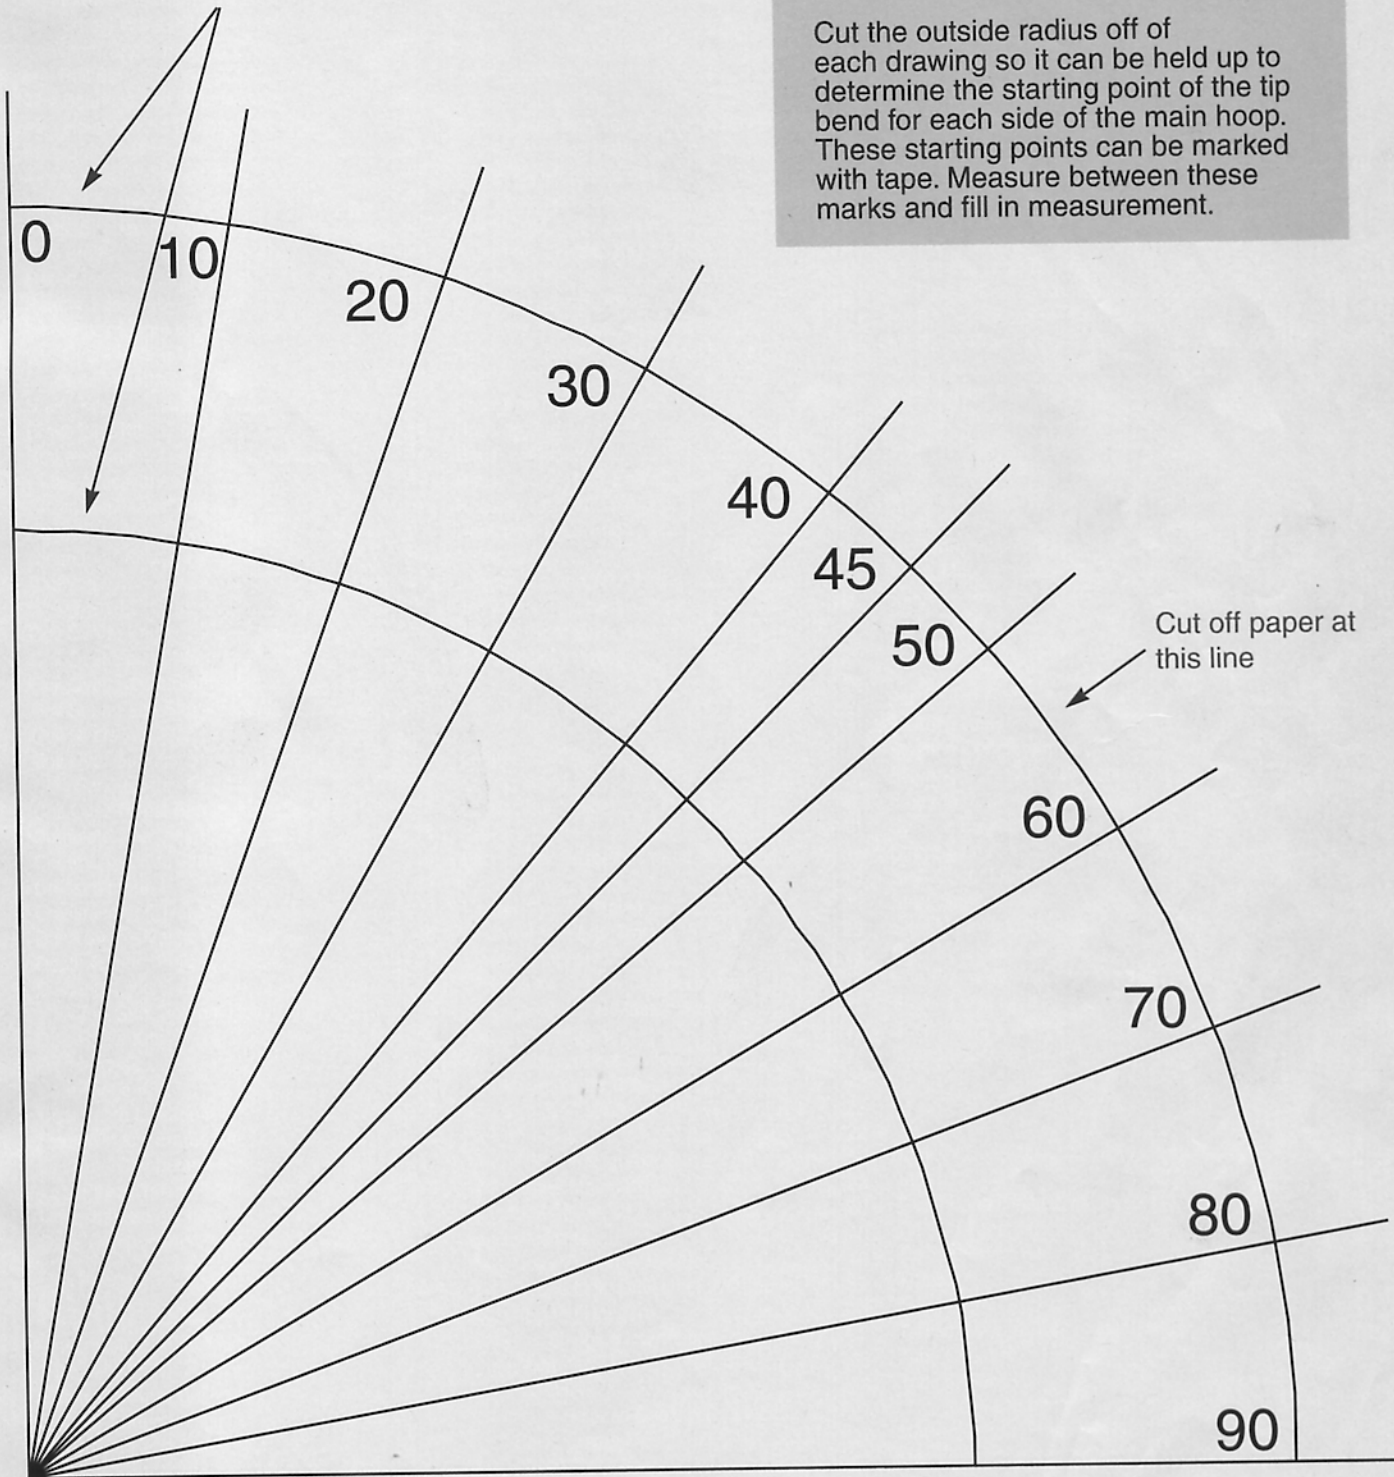 Cut the outside radius off of
each drawing so it can be held up to
determine the starting point of the tip
bend for each side of the main hoop.
These starting points can be marked
with tape. Measure between these
marks and fill in measurement.
0
10
20
30
40
45
50
Cut off paper at
this line
60
70
80
90